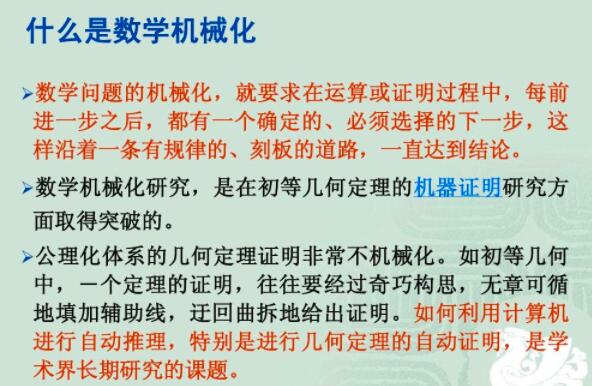 什么是数学机械化
➢数学问题的机械化，就要求在运算或证明过程中，每前
进一步之后，都有一个确定的、必须选择的下一步，这
样沿着一条有规律的、刻板的道路，一直达到结论。
➢数学机械化研究，是在初等几何定理的机器证明研究方
面取得突破的。
➢公理化体系的几何定理证明非常不机械化。如初等几何
中，一个定理的证明，往往要经过奇巧构思，无章可循
地填加辅助线，迂回曲拆地给出证明。如何利用计算机
进行自动推理，特别是进行几何定理的自动证明，是学
术界长期研究的课题。